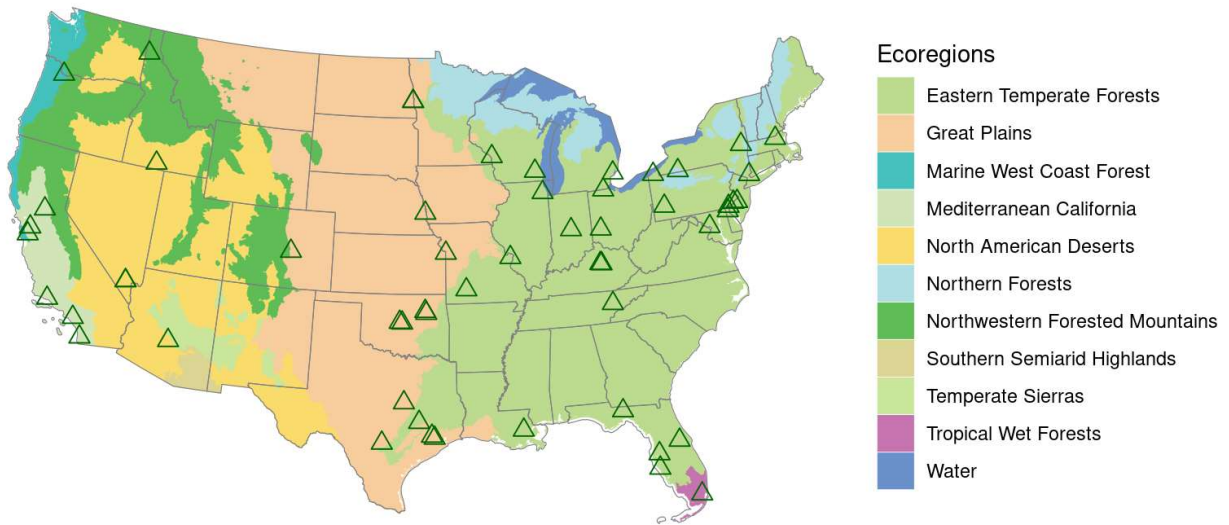 Ecoregions
Eastern Temperate Forests
Great Plains
Marine West Coast Forest
Mediterranean California
North American Deserts
Northern Forests
Northwestern Forested Mountains
Southern Semiarid Highlands
Temperate Sierras
Tropical Wet Forests
Water